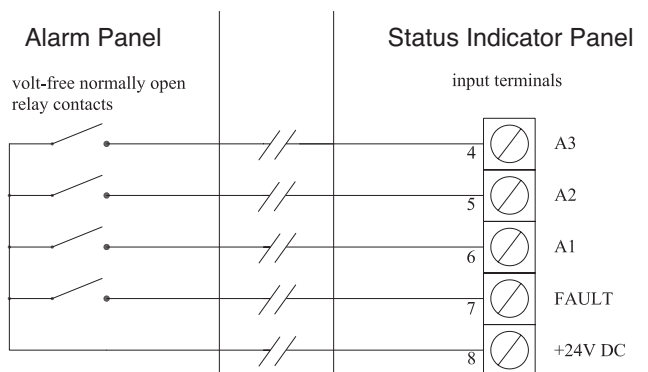 Alarm Panel
Status Indicator Panel
volt-free normally open
relay contacts
input terminals
4
A3
5
A2
6
A1
7
FAULT
8
+24V DC